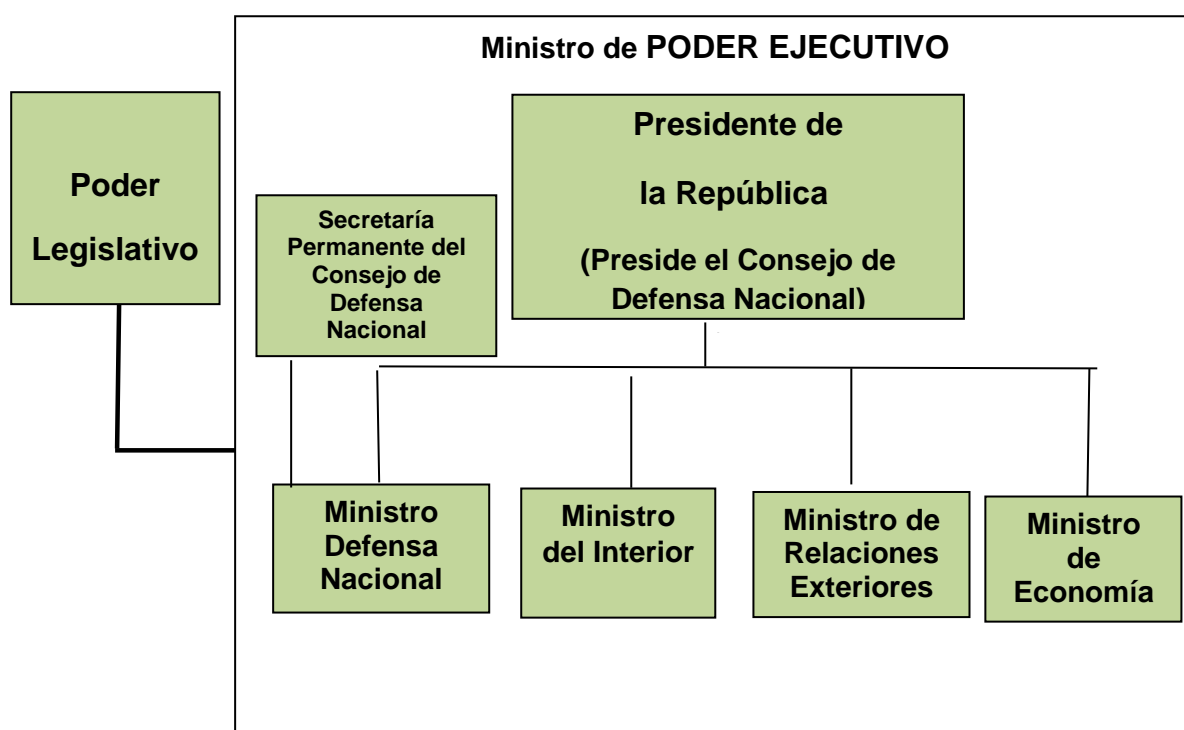 Ministro de PODER EJECUTIVO
Poder
Legislativo
Presidente de
la República
(Preside el Consejo de
Defensa Nacional)
Secretaría
Permanente del
Consejo de
Defensa
Nacional
Ministro
Defensa
Nacional
Ministro
del Interior
Ministro de
Relaciones
Exteriores
Ministro
de
Economía